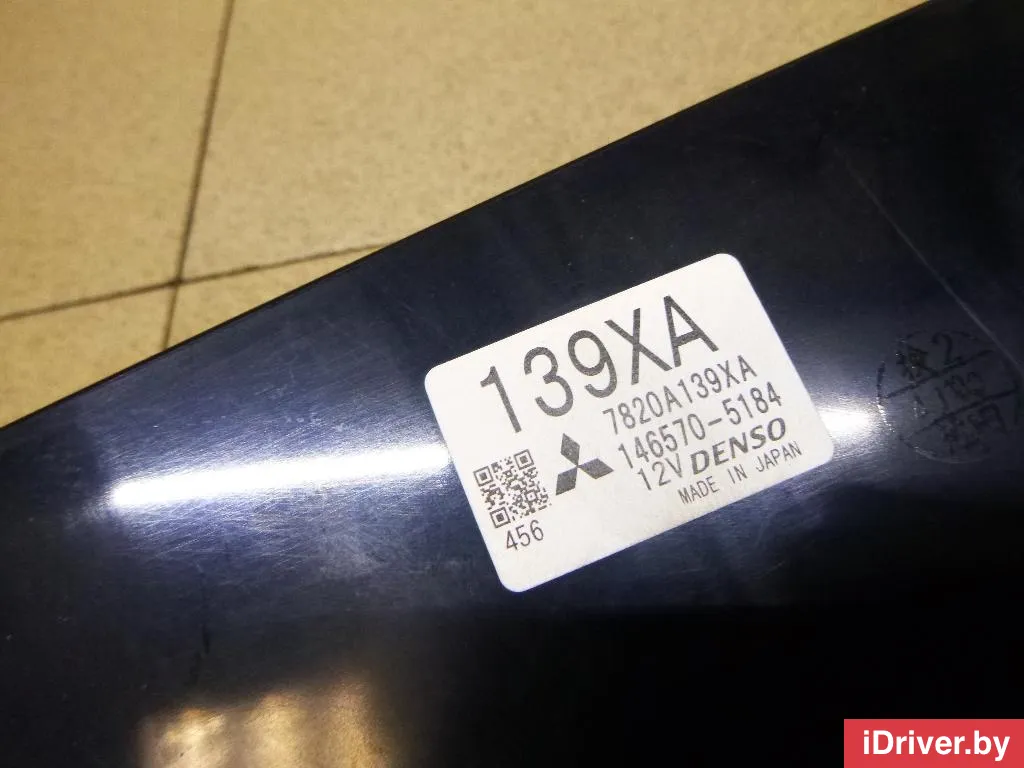 139XA
7820A139XA
146570-5184
12V DENSO
MADE IN JAPAN
456
iDriver.by